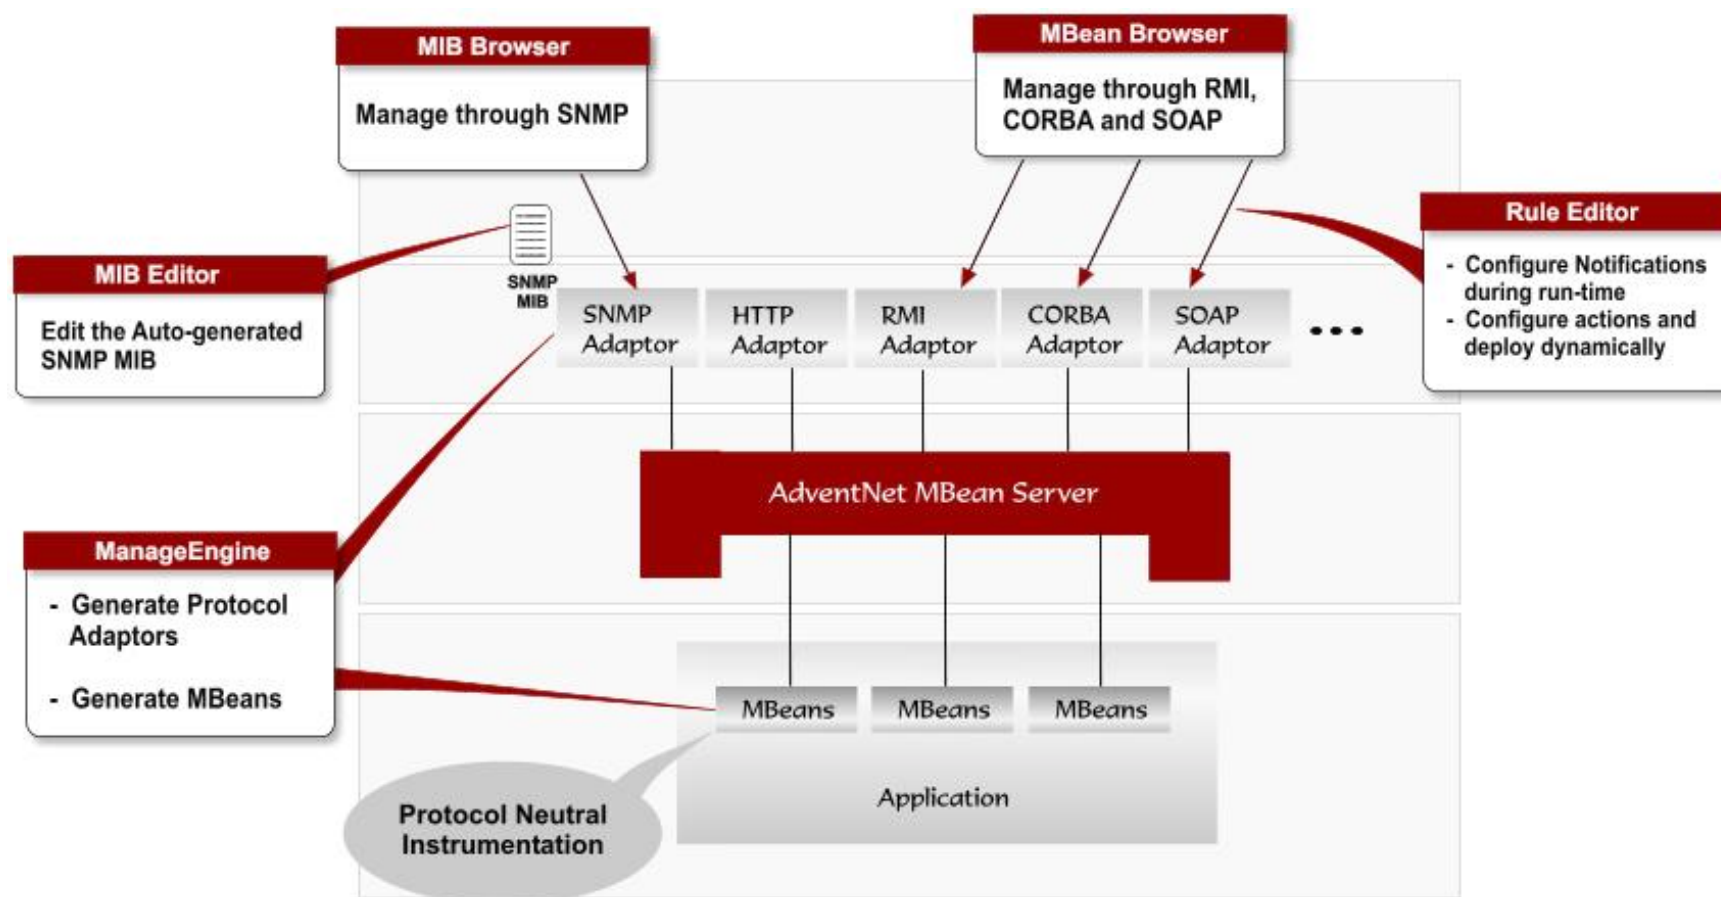 MIB Browser
Manage through SNMP
MBean Browser
Manage through RMI,
CORBA and SOAP
Rule Editor
- Configure Notifications
during run-time
- Configure actions and
deploy dynamically
MIB Editor
Edit the Auto-generated
SNMP MIB
SNMP
MIB
SNMP
Adaptor
HTTP
Adaptor
RMI
Adaptor
CORBA
Adaptor
SOAP
Adaptor
...
AdventNet MBean Server
ManageEngine
- Generate Protocol
Adaptors
- Generate MBeans
MBeans
MBeans
MBeans
Application
Protocol Neutral
Instrumentation